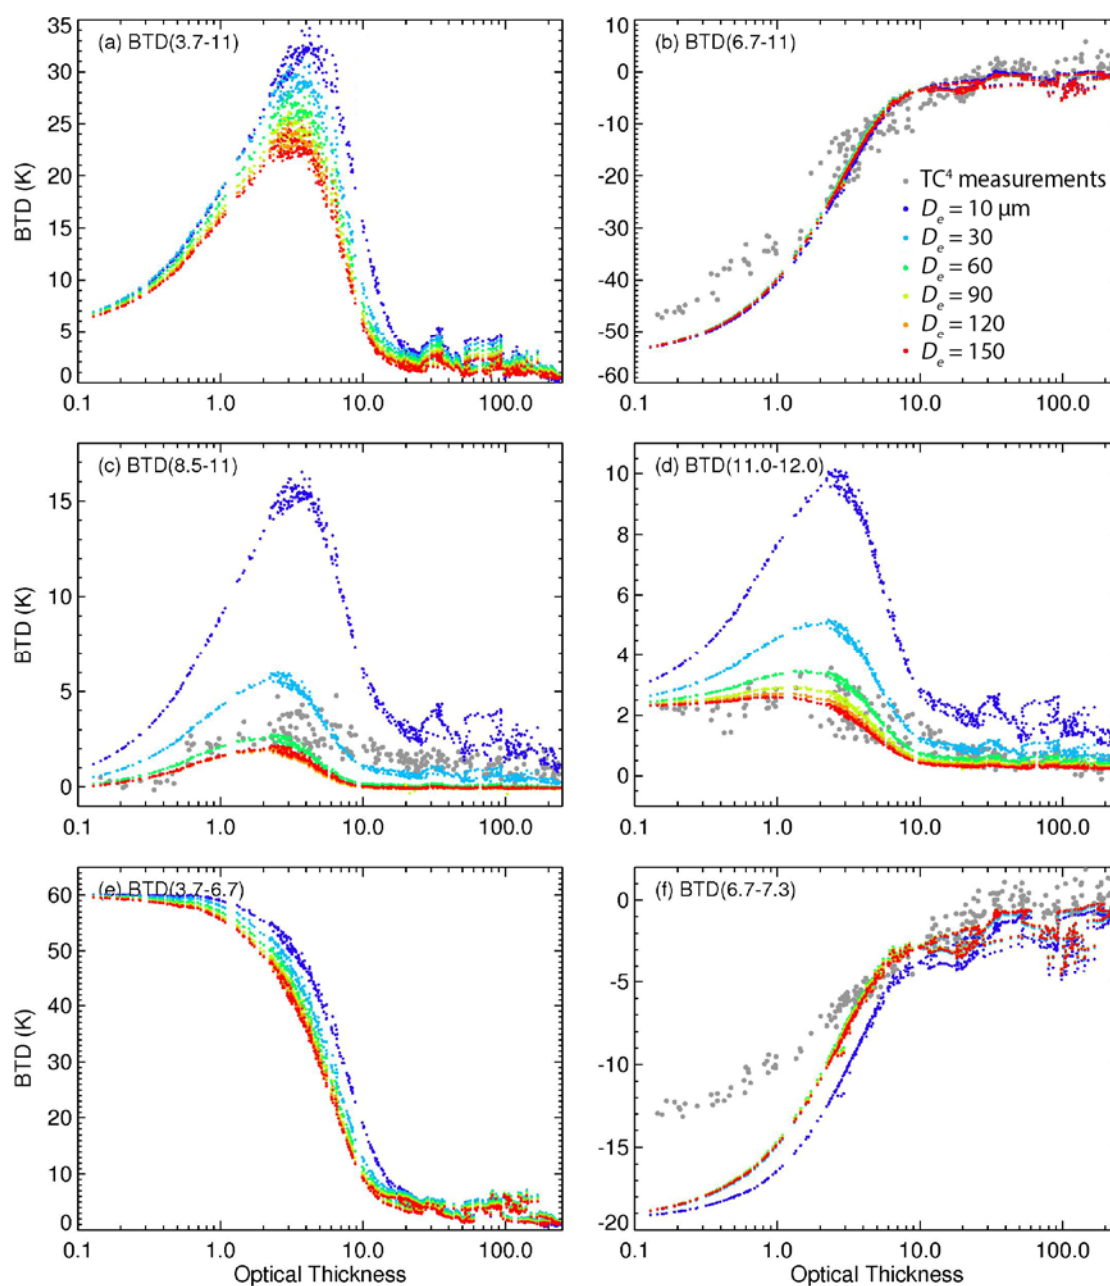 (a) BTD(3.7-11)
BTD (K)
35
30
25
20
15
10
5
0
0.1 1.0 10.0 100.0
(b) BTD(6.7-11)
10
0
-10
-20
-30
-40
-50
-60
0.1 1.0 10.0 100.0
TC⁴ measurements
Dₑ = 10 µm
Dₑ = 30
Dₑ = 60
Dₑ = 90
Dₑ = 120
Dₑ = 150
(c) BTD(8.5-11)
BTD (K)
15
10
5
0
0.1 1.0 10.0 100.0
(d) BTD(11.0-12.0)
10
8
6
4
2
0
0.1 1.0 10.0 100.0
(e) BTD(3.7-6.7)
BTD (K)
60
50
40
30
20
10
0
0.1 1.0 10.0 100.0
Optical Thickness
(f) BTD(6.7-7.3)
0
-5
-10
-15
-20
0.1 1.0 10.0 100.0
Optical Thickness